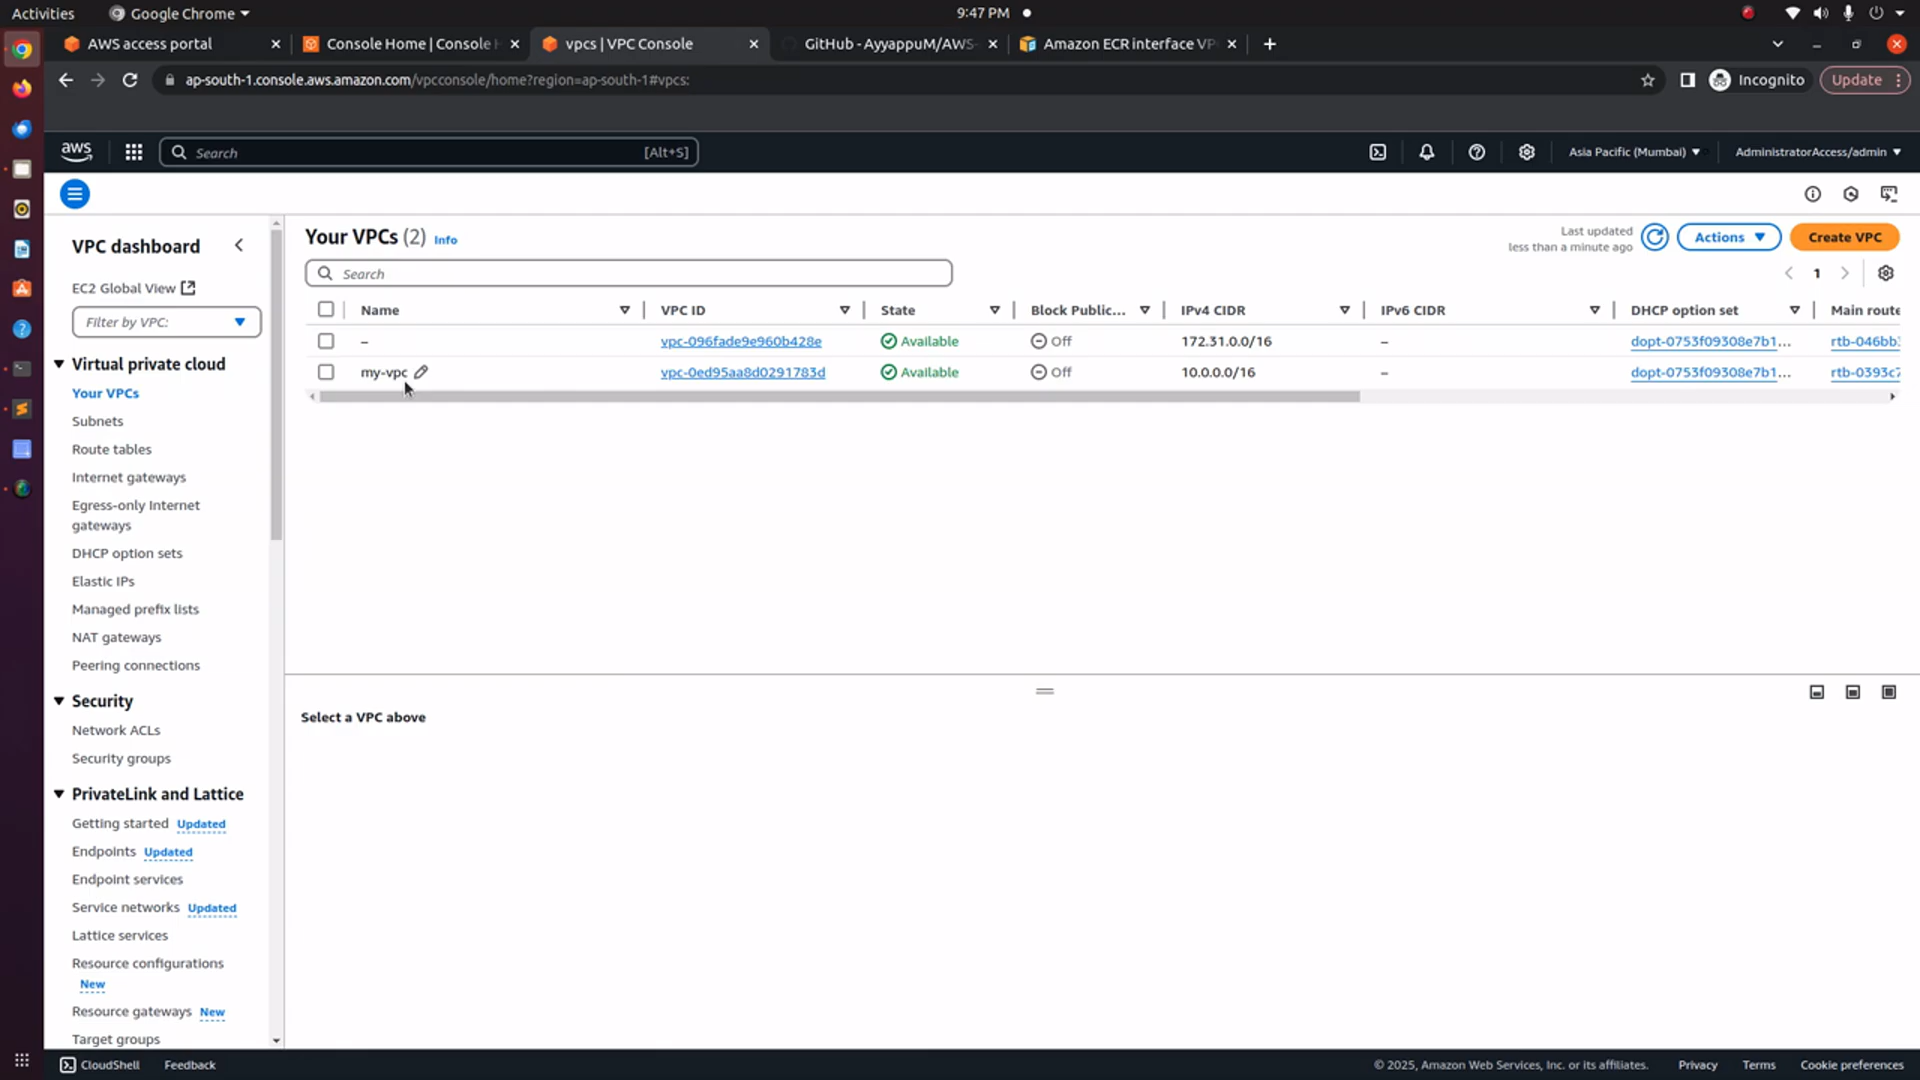 Activities
Google Chrome
9:47 PM
AWS access portal
Console Home | Console H
vpcs | VPC Console
GitHub - AyyappuM/AWS-
Amazon ECR interface VP
ap-south-1.console.aws.amazon.com/vpcconsole/home?region=ap-south-1#vpcs:
Incognito
Update
aws
Search
[Alt+S]
Asia Pacific (Mumbai)
AdministratorAccess/admin
VPC dashboard
EC2 Global View
Filter by VPC:
Virtual private cloud
Your VPCs
Subnets
Route tables
Internet gateways
Egress-only Internet
gateways
DHCP option sets
Elastic IPs
Managed prefix lists
NAT gateways
Peering connections
Security
Network ACLs
Security groups
PrivateLink and Lattice
Getting started Updated
Endpoints Updated
Endpoint services
Service networks Updated
Lattice services
Resource configurations
New
Resource gateways New
Target groups
Your VPCs (2) Info
Last updated
less than a minute ago
Actions
Create VPC
Search
1
Name VPC ID State Block Public... IPv4 CIDR IPv6 CIDR DHCP option set Main route
– vpc-096fade9e960b428e Available Off 172.31.0.0/16 – dopt-0753f09308e7b1... rtb-046bb
my-vpc vpc-0ed95aa8d0291783d Available Off 10.0.0.0/16 – dopt-0753f09308e7b1... rtb-0393c7
Select a VPC above
CloudShell
Feedback
© 2025, Amazon Web Services, Inc. or its affiliates.
Privacy
Terms
Cookie preferences